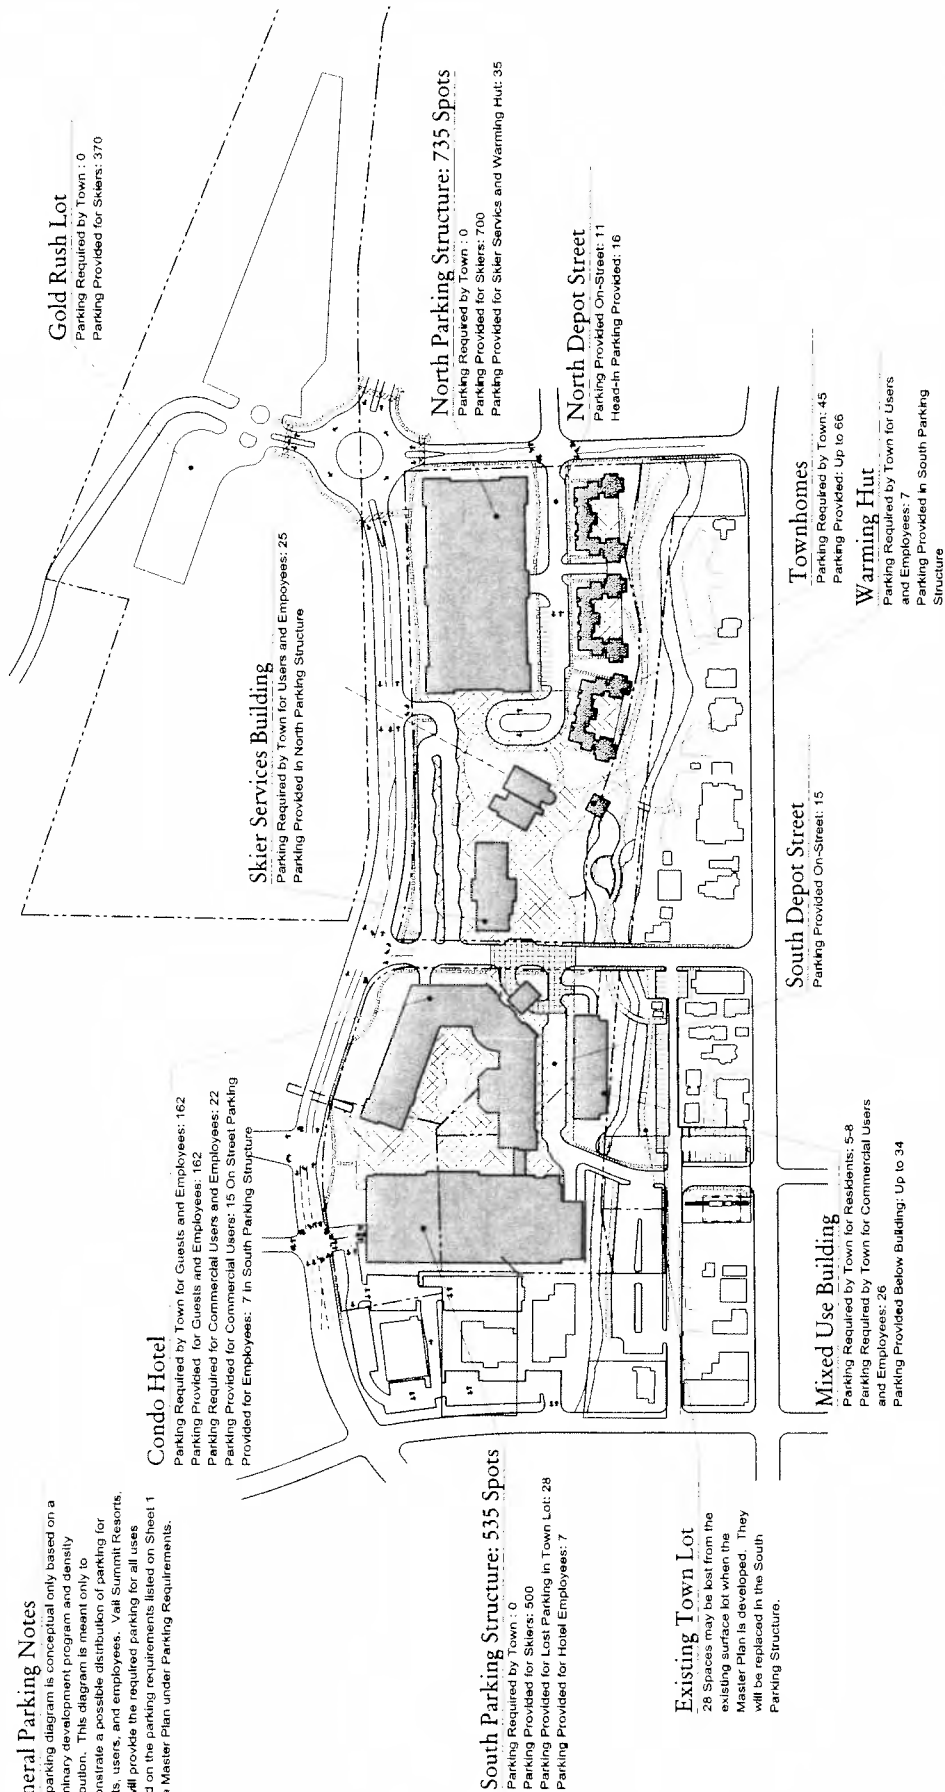 neral Parking Notes
parking diagram is conceptual only based on a
minary development program and density
bution. This diagram is meant only to
onstrate a possible distribution of parking for
ts, users, and employees. Vail Summit Resorts,
will provide the required parking for all uses
d on the parking requirements listed on Sheet 1
Master Plan under Parking Requirements.
Condo Hotel
Parking Required by Town for Guests and Employees: 162
Parking Provided for Guests and Employees: 162
Parking Required for Commercial Users and Employees: 22
Parking Provided for Commercial Users: 15 On Street Parking
Provided for Employees: 7 in South Parking Structure
Skier Services Building
Parking Required by Town for Users and Empoyees: 25
Parking Provided in North Parking Structure
Gold Rush Lot
Parking Required by Town : 0
Parking Provided for Skiers: 370
North Parking Structure: 735 Spots
Parking Required by Town : 0
Parking Provided for Skiers: 700
Parking Provided for Skier Servics and Warming Hut: 35
North Depot Street
Parking Provided On-Street: 11
Head-In Parking Provided: 16
South Parking Structure: 535 Spots
Parking Required by Town : 0
Parking Provided for Skiers: 500
Parking Provided for Lost Parking in Town Lot: 28
Parking Provided for Hotel Employees: 7
Existing Town Lot
28 Spaces may be lost from the
existing surface lot when the
Master Plan is developed. They
will be replaced in the South
Parking Structure.
Mixed Use Building
Parking Required by Town for Residents: 5-8
Parking Required by Town for Commercial Users
and Employees: 26
Parking Provided Below Building: Up to 34
South Depot Street
Parking Provided On-Street: 15
Townhomes
Parking Required by Town: 45
Parking Provided: Up to 66
Warming Hut
Parking Required by Town for Users
and Employees: 7
Parking Provided in South Parking
Structure